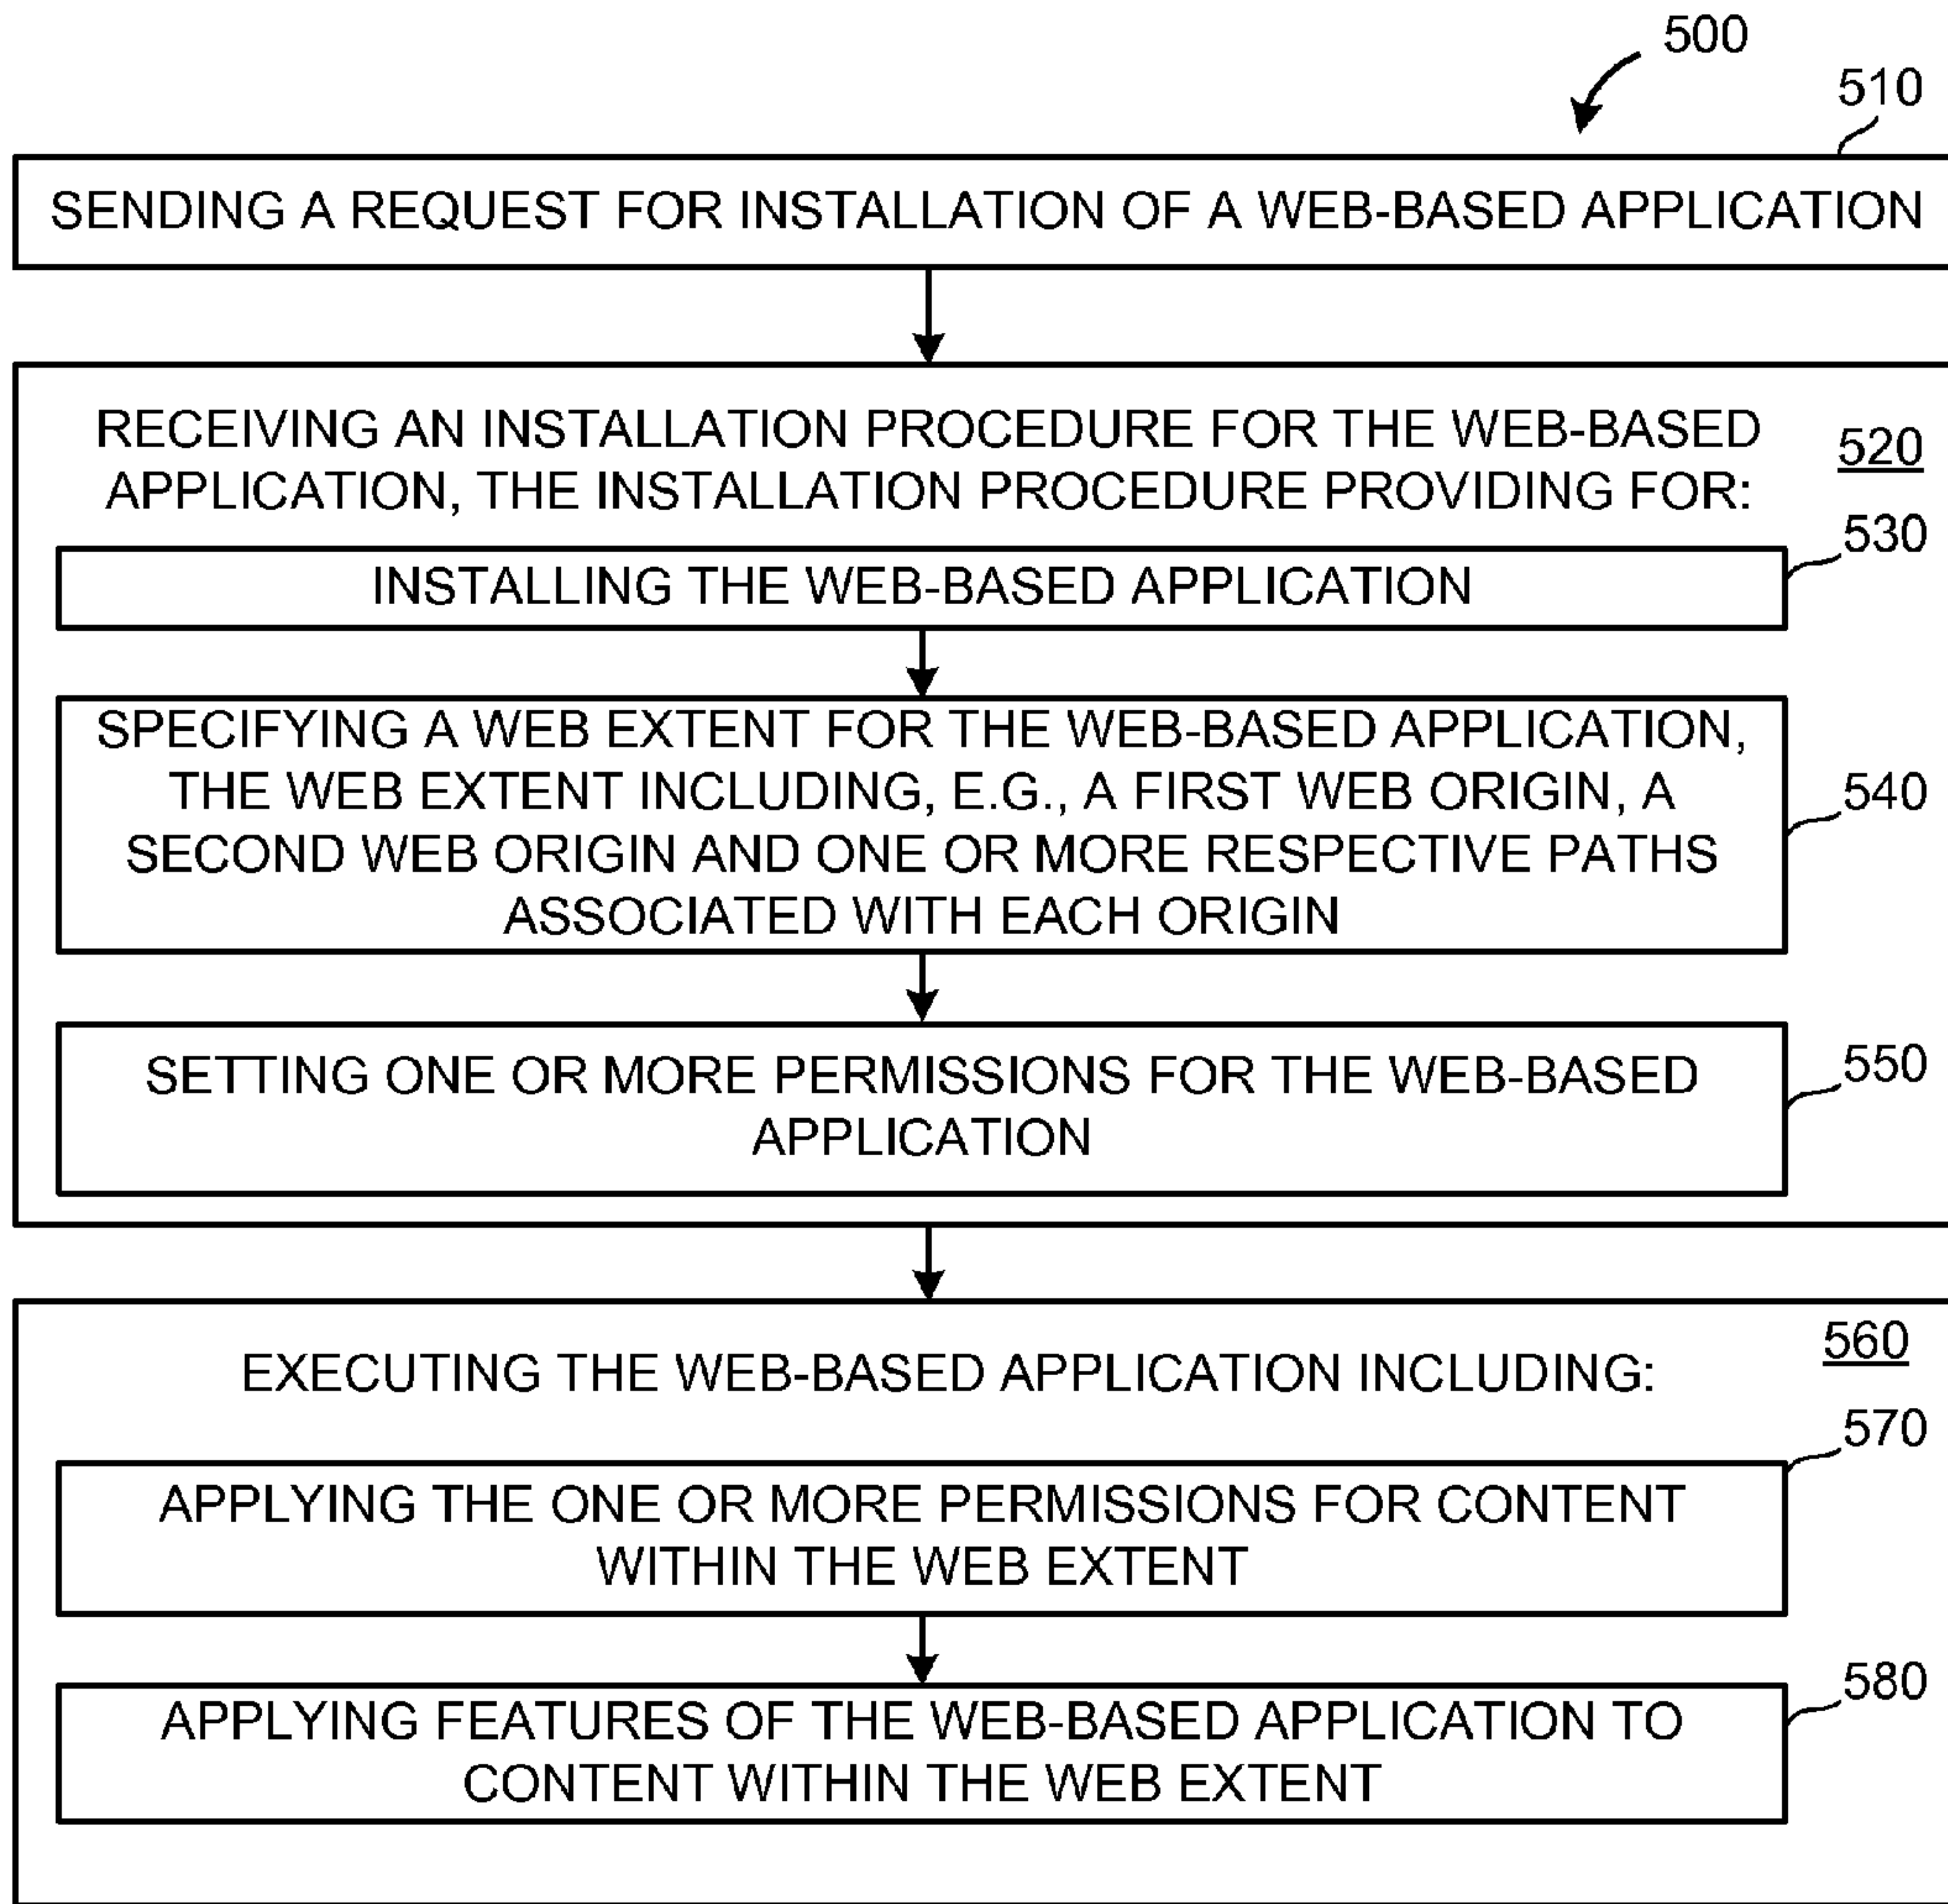 500
510
SENDING A REQUEST FOR INSTALLATION OF A WEB-BASED APPLICATION
RECEIVING AN INSTALLATION PROCEDURE FOR THE WEB-BASED
APPLICATION, THE INSTALLATION PROCEDURE PROVIDING FOR:
520
530
INSTALLING THE WEB-BASED APPLICATION
SPECIFYING A WEB EXTENT FOR THE WEB-BASED APPLICATION,
THE WEB EXTENT INCLUDING, E.G., A FIRST WEB ORIGIN, A
SECOND WEB ORIGIN AND ONE OR MORE RESPECTIVE PATHS
ASSOCIATED WITH EACH ORIGIN
540
SETTING ONE OR MORE PERMISSIONS FOR THE WEB-BASED
APPLICATION
550
EXECUTING THE WEB-BASED APPLICATION INCLUDING:
560
570
APPLYING THE ONE OR MORE PERMISSIONS FOR CONTENT
WITHIN THE WEB EXTENT
580
APPLYING FEATURES OF THE WEB-BASED APPLICATION TO
CONTENT WITHIN THE WEB EXTENT